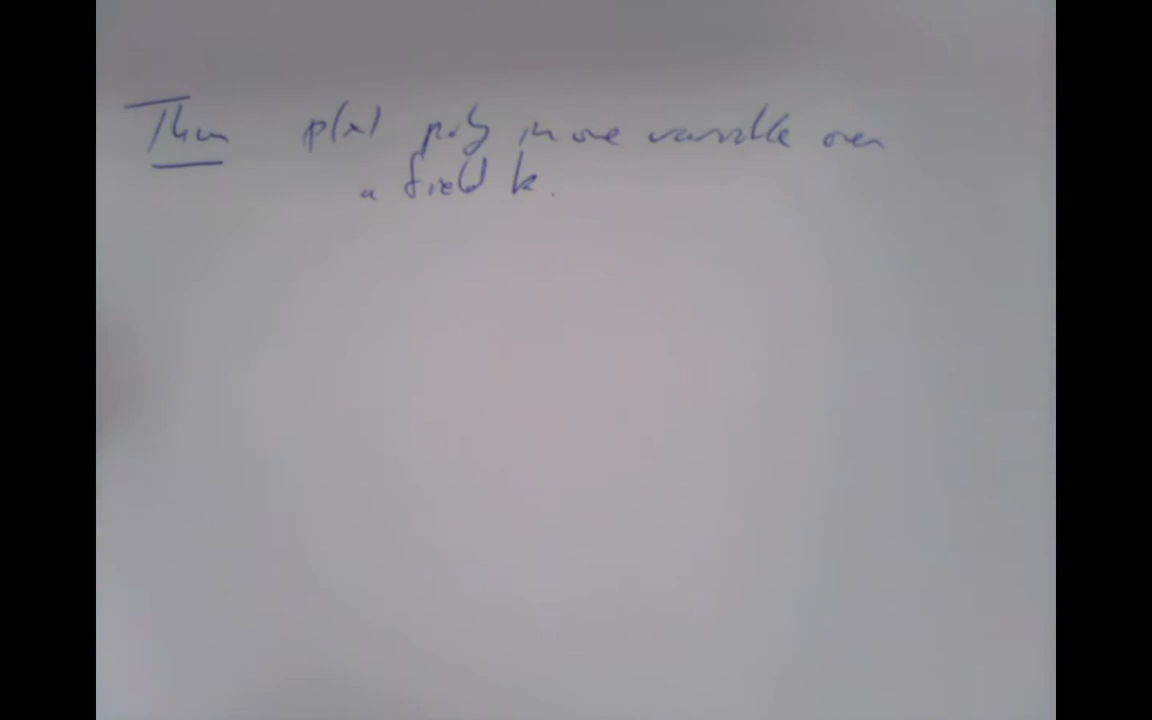 Thm p(x) poly in one variable over
a field k.